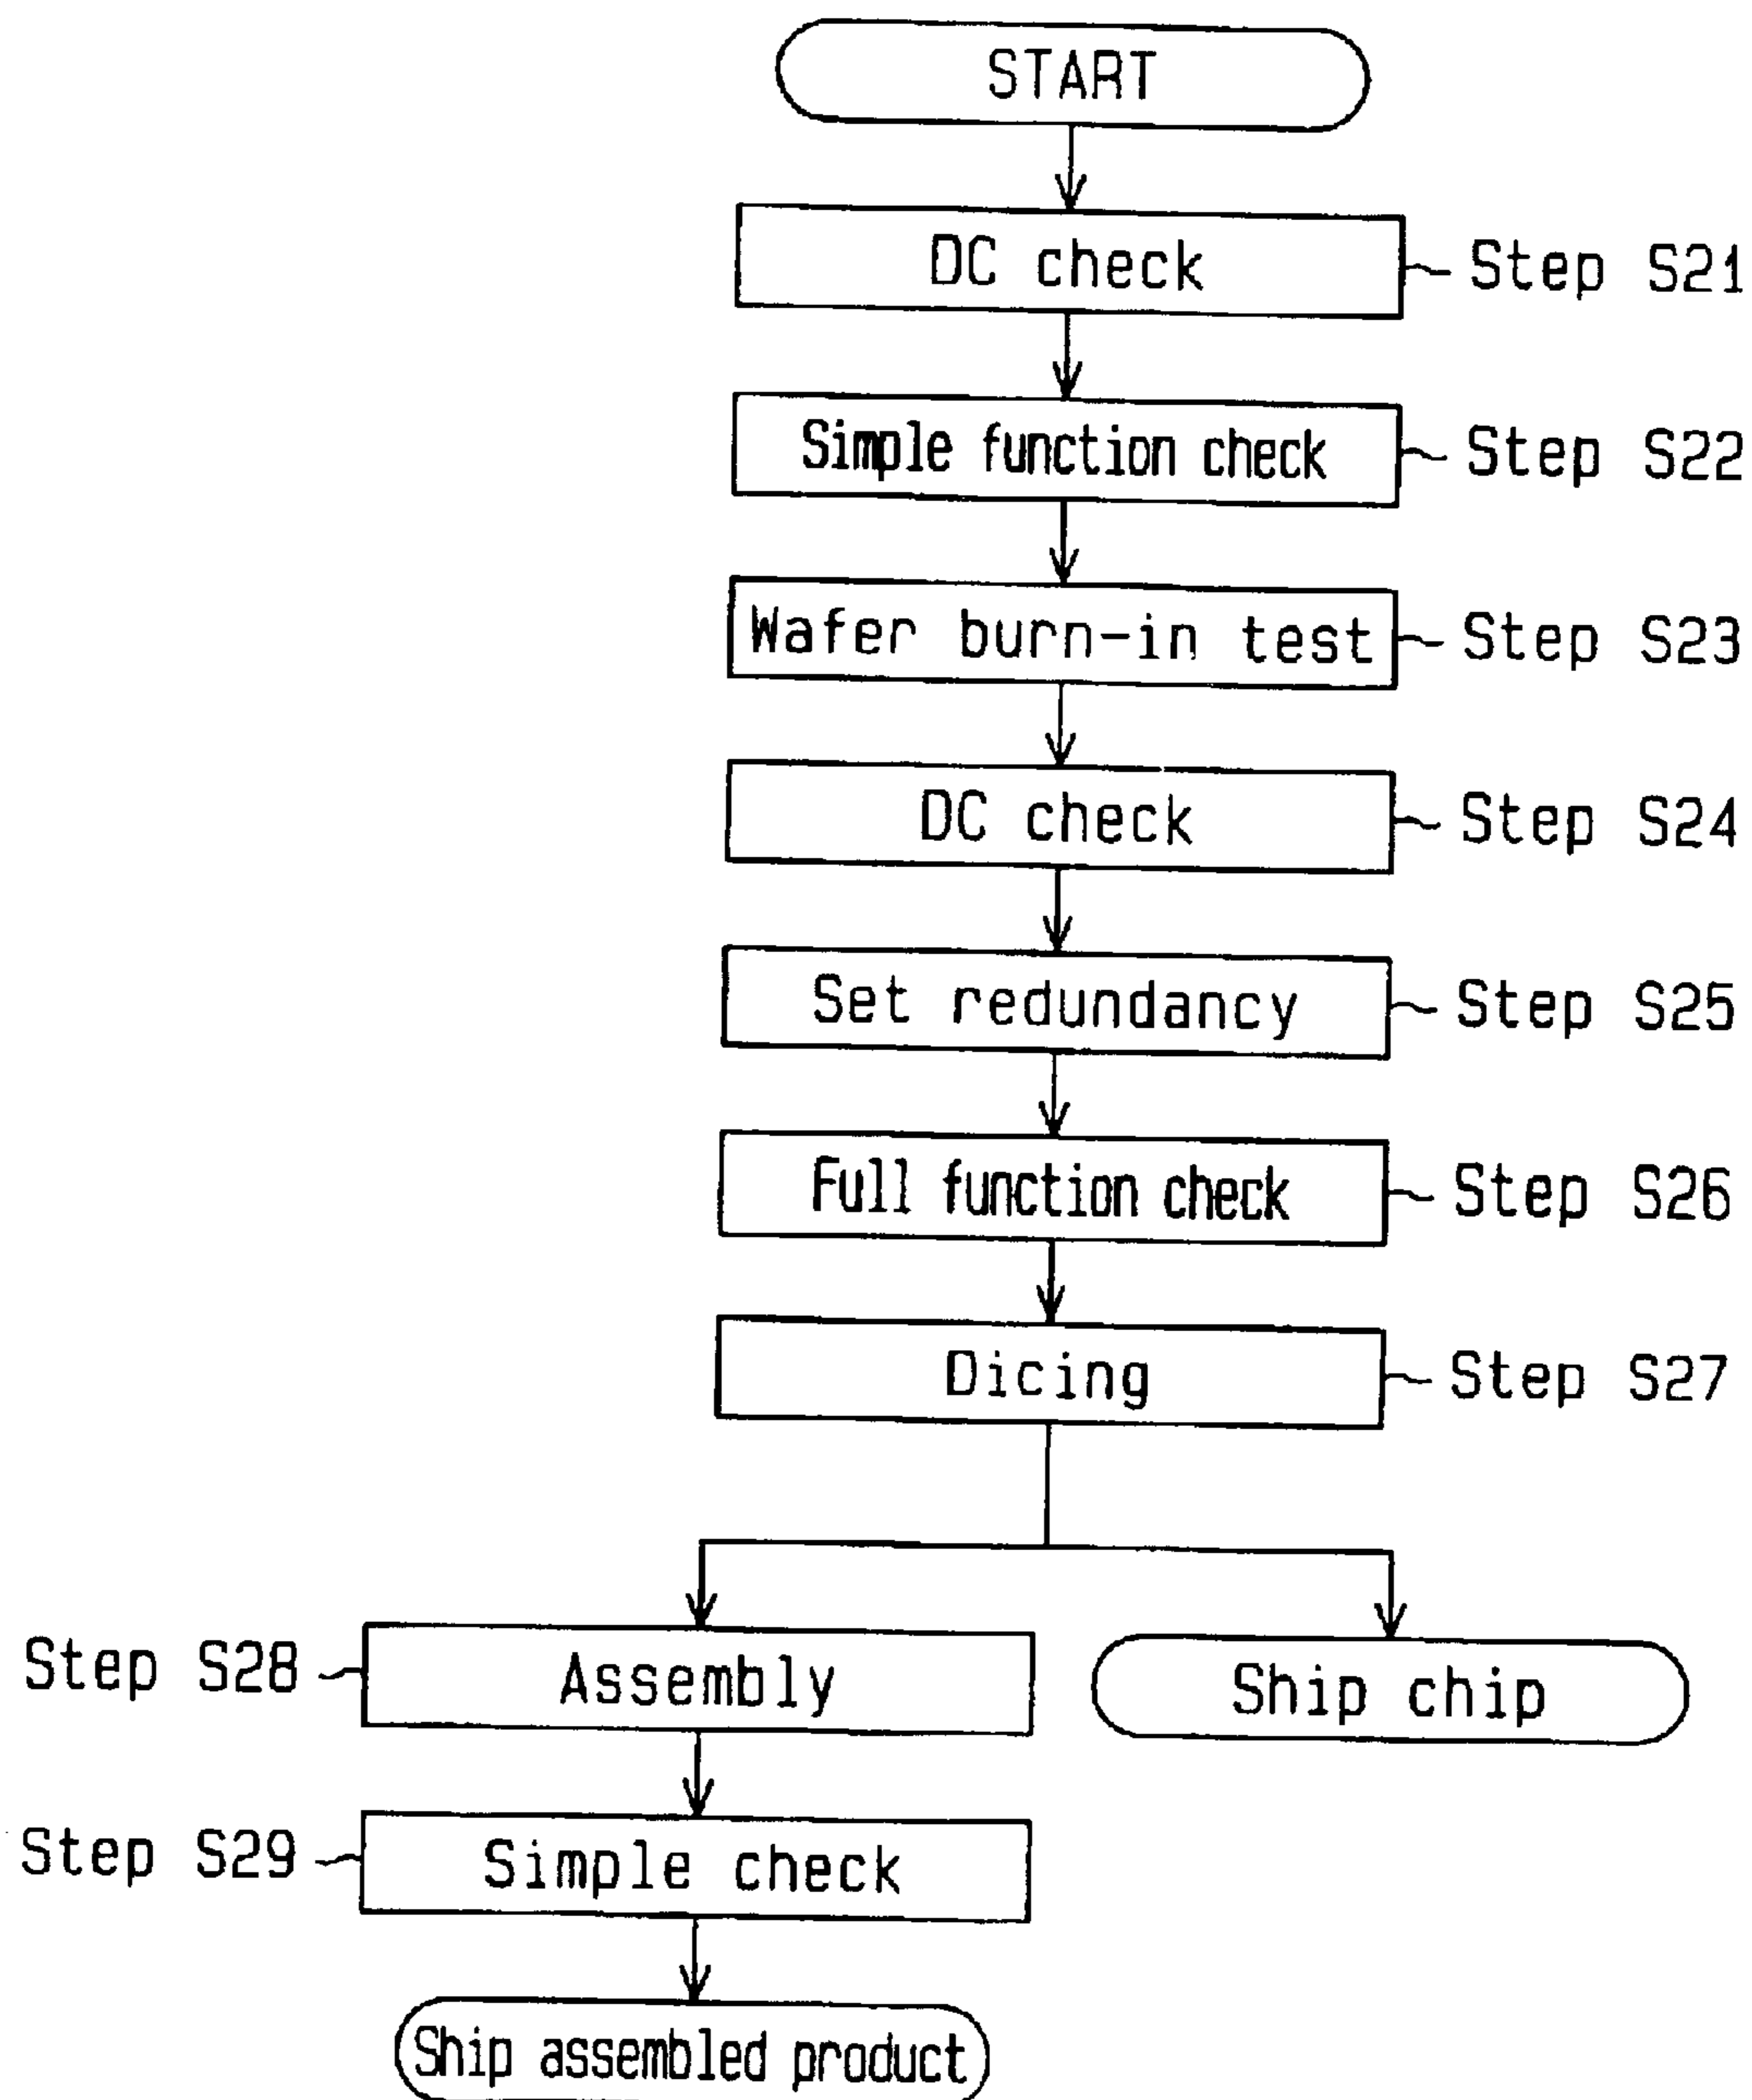 START
DC check
Step S21
Simple function check
Step S22
Wafer burn-in test
Step S23
DC check
Step S24
Set redundancy
Step S25
Full function check
Step S26
Dicing
Step S27
Step S28
Assembly
Ship chip
Step S29
Simple check
Ship assembled product